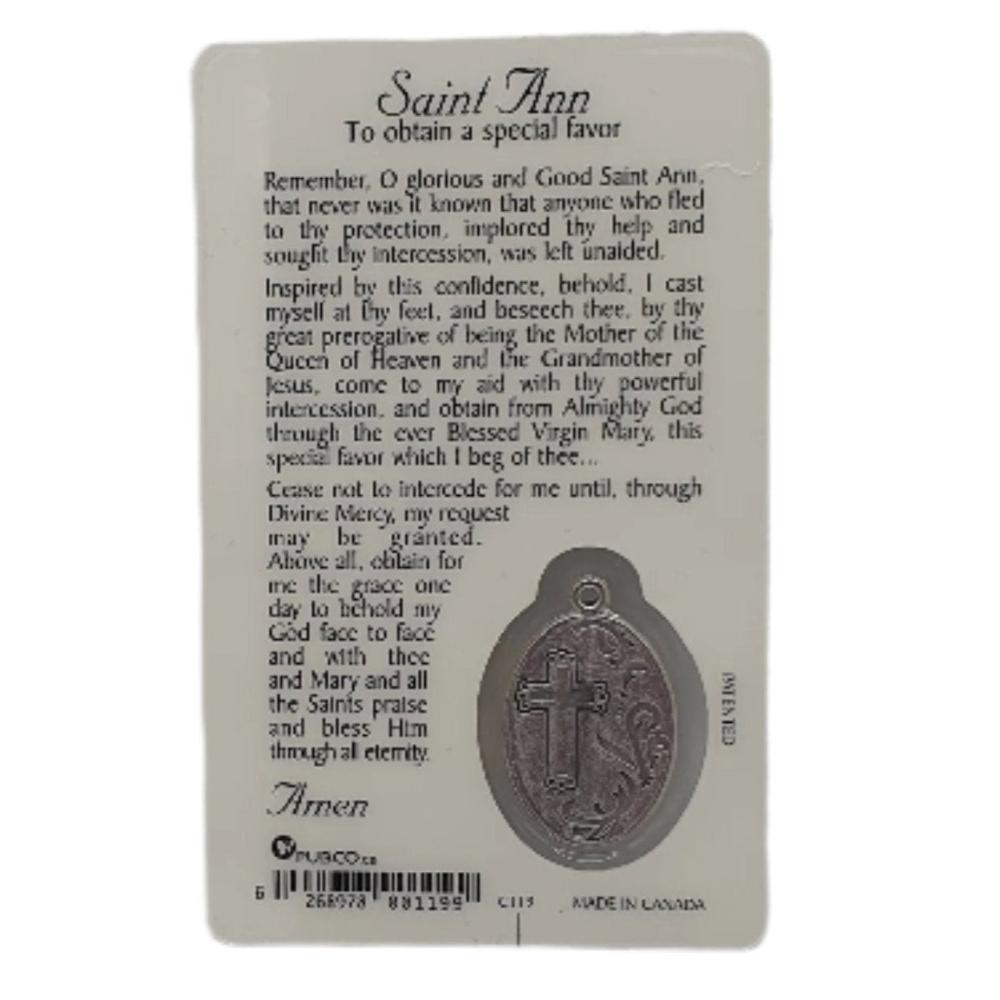 Saint Ann
To obtain a special favor
Remember, O glorious and Good Saint Ann,
that never was it known that anyone who fled
to thy protection, implored thy help and
sought thy intercession, was left unaided.
Inspired by this confidence, behold, I cast
myself at thy feet, and beseech thee, by thy
great prerogative of being the Mother of the
Queen of Heaven and the Grandmother of
Jesus, come to my aid with thy powerful
intercession, and obtain from Almighty God
through the ever Blessed Virgin Mary, this
special favor which I beg of thee...
Cease not to intercede for me until, through
Divine Mercy, my request
may be granted.
Above all, obtain for
me the grace one
day to behold my
God face to face
and with thee
and Mary and all
the Saints praise
and bless Him
through all eternity.
Amen
PUBCO.ca
6 268978 001199
C119
MADE IN CANADA
PATENTED